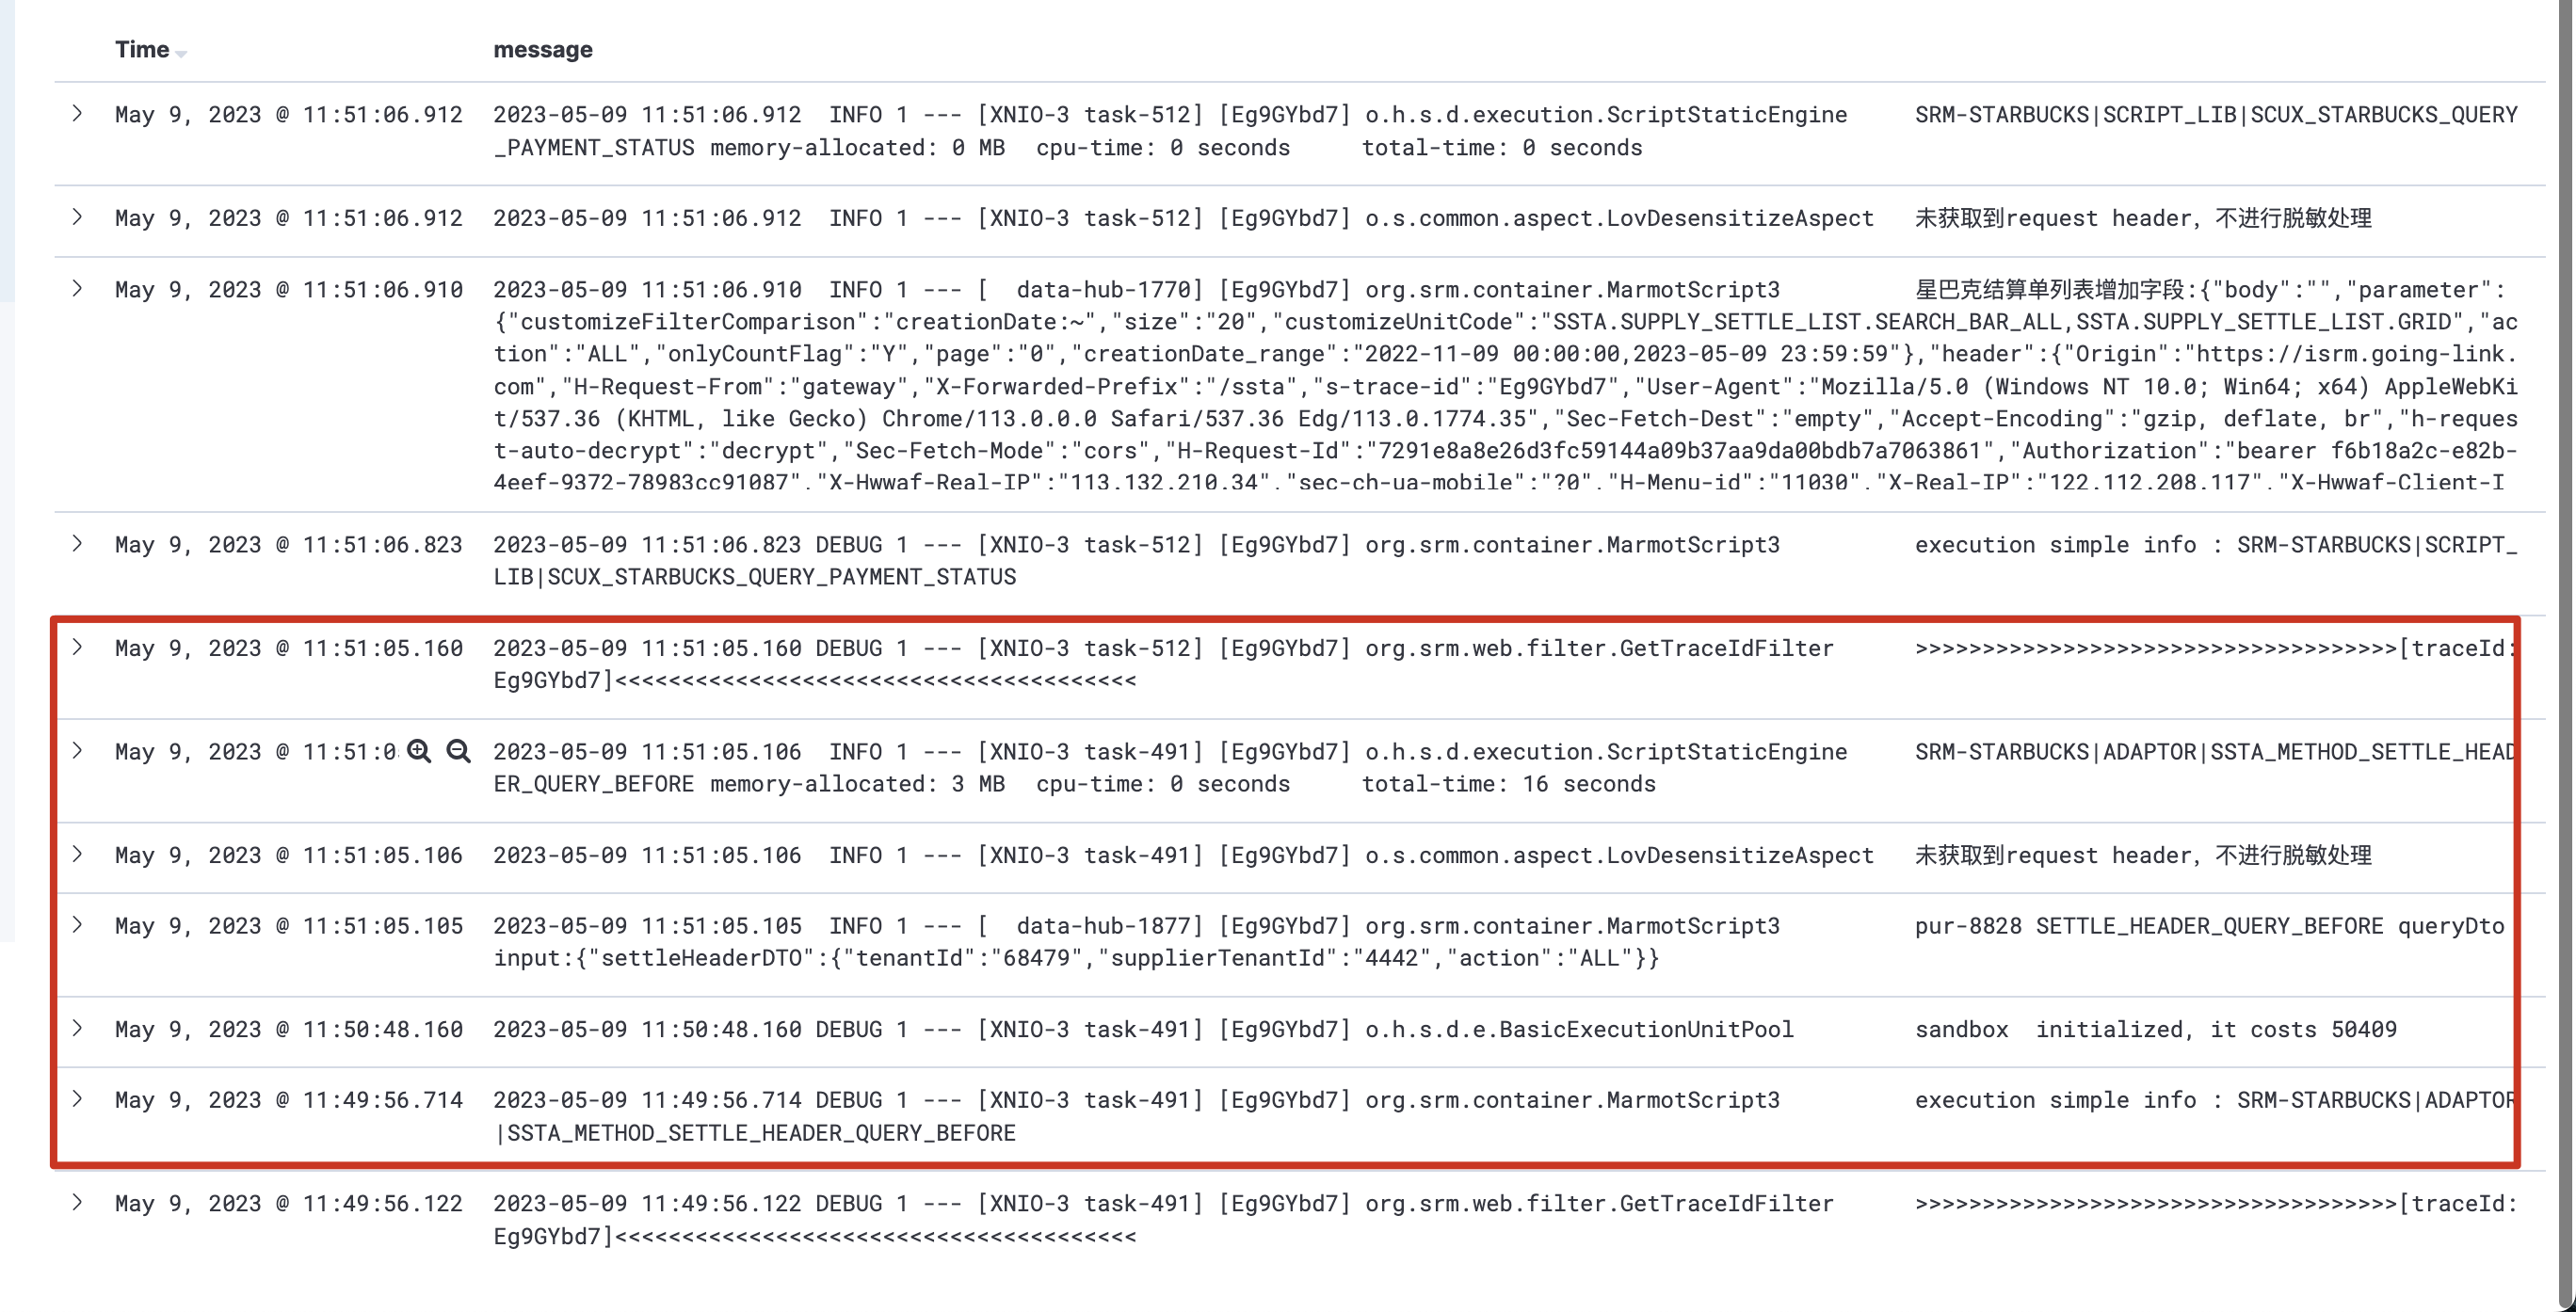 Time message
May 9, 2023 @ 11:51:06.912 2023-05-09 11:51:06.912  INFO 1 --- [XNIO-3 task-512] [Eg9GYbd7] o.h.s.d.execution.ScriptStaticEngine SRM-STARBUCKS|SCRIPT_LIB|SCUX_STARBUCKS_QUERY
_PAYMENT_STATUS memory-allocated: 0 MB  cpu-time: 0 seconds total-time: 0 seconds
May 9, 2023 @ 11:51:06.912 2023-05-09 11:51:06.912  INFO 1 --- [XNIO-3 task-512] [Eg9GYbd7] o.s.common.aspect.LovDesensitizeAspect 未获取到request header, 不进行脱敏处理
May 9, 2023 @ 11:51:06.910 2023-05-09 11:51:06.910  INFO 1 --- [  data-hub-1770] [Eg9GYbd7] org.srm.container.MarmotScript3 星巴克结算单列表增加字段:{"body":"","parameter":
{"customizeFilterComparison":"creationDate:~","size":"20","customizeUnitCode":"SSTA.SUPPLY_SETTLE_LIST.SEARCH_BAR_ALL,SSTA.SUPPLY_SETTLE_LIST.GRID","ac
tion":"ALL","onlyCountFlag":"Y","page":"0","creationDate_range":"2022-11-09 00:00:00,2023-05-09 23:59:59"},"header":{"Origin":"https://isrm.going-link.
com","H-Request-From":"gateway","X-Forwarded-Prefix":"/ssta","s-trace-id":"Eg9GYbd7","User-Agent":"Mozilla/5.0 (Windows NT 10.0; Win64; x64) AppleWebKi
t/537.36 (KHTML, like Gecko) Chrome/113.0.0.0 Safari/537.36 Edg/113.0.1774.35","Sec-Fetch-Dest":"empty","Accept-Encoding":"gzip, deflate, br","h-reques
t-auto-decrypt":"decrypt","Sec-Fetch-Mode":"cors","H-Request-Id":"7291e8a8e26d3fc59144a09b37aa9da00bdb7a7063861","Authorization":"bearer f6b18a2c-e82b-
4eef-9372-78983cc91087","X-Hwwaf-Real-IP":"113.132.210.34","sec-ch-ua-mobile":"?0","H-Menu-id":"11030","X-Real-IP":"122.112.208.117","X-Hwwaf-Client-I
May 9, 2023 @ 11:51:06.823 2023-05-09 11:51:06.823 DEBUG 1 --- [XNIO-3 task-512] [Eg9GYbd7] org.srm.container.MarmotScript3 execution simple info : SRM-STARBUCKS|SCRIPT_
LIB|SCUX_STARBUCKS_QUERY_PAYMENT_STATUS
May 9, 2023 @ 11:51:05.160 2023-05-09 11:51:05.160 DEBUG 1 --- [XNIO-3 task-512] [Eg9GYbd7] org.srm.web.filter.GetTraceIdFilter >>>>>>>>>>>>>>>>>>>>>>>>>>>>>>>>>>>>[traceId:
Eg9GYbd7]<<<<<<<<<<<<<<<<<<<<<<<<<<<<<<<<<<<<<<<
May 9, 2023 @ 11:51:0 2023-05-09 11:51:05.106  INFO 1 --- [XNIO-3 task-491] [Eg9GYbd7] o.h.s.d.execution.ScriptStaticEngine SRM-STARBUCKS|ADAPTOR|SSTA_METHOD_SETTLE_HEAD
ER_QUERY_BEFORE memory-allocated: 3 MB  cpu-time: 0 seconds total-time: 16 seconds
May 9, 2023 @ 11:51:05.106 2023-05-09 11:51:05.106  INFO 1 --- [XNIO-3 task-491] [Eg9GYbd7] o.s.common.aspect.LovDesensitizeAspect 未获取到request header, 不进行脱敏处理
May 9, 2023 @ 11:51:05.105 2023-05-09 11:51:05.105  INFO 1 --- [  data-hub-1877] [Eg9GYbd7] org.srm.container.MarmotScript3 pur-8828 SETTLE_HEADER_QUERY_BEFORE queryDto
input:{"settleHeaderDTO":{"tenantId":"68479","supplierTenantId":"4442","action":"ALL"}}
May 9, 2023 @ 11:50:48.160 2023-05-09 11:50:48.160 DEBUG 1 --- [XNIO-3 task-491] [Eg9GYbd7] o.h.s.d.e.BasicExecutionUnitPool sandbox  initialized, it costs 50409
May 9, 2023 @ 11:49:56.714 2023-05-09 11:49:56.714 DEBUG 1 --- [XNIO-3 task-491] [Eg9GYbd7] org.srm.container.MarmotScript3 execution simple info : SRM-STARBUCKS|ADAPTOR
|SSTA_METHOD_SETTLE_HEADER_QUERY_BEFORE
May 9, 2023 @ 11:49:56.122 2023-05-09 11:49:56.122 DEBUG 1 --- [XNIO-3 task-491] [Eg9GYbd7] org.srm.web.filter.GetTraceIdFilter >>>>>>>>>>>>>>>>>>>>>>>>>>>>>>>>>>>>[traceId:
Eg9GYbd7]<<<<<<<<<<<<<<<<<<<<<<<<<<<<<<<<<<<<<<<